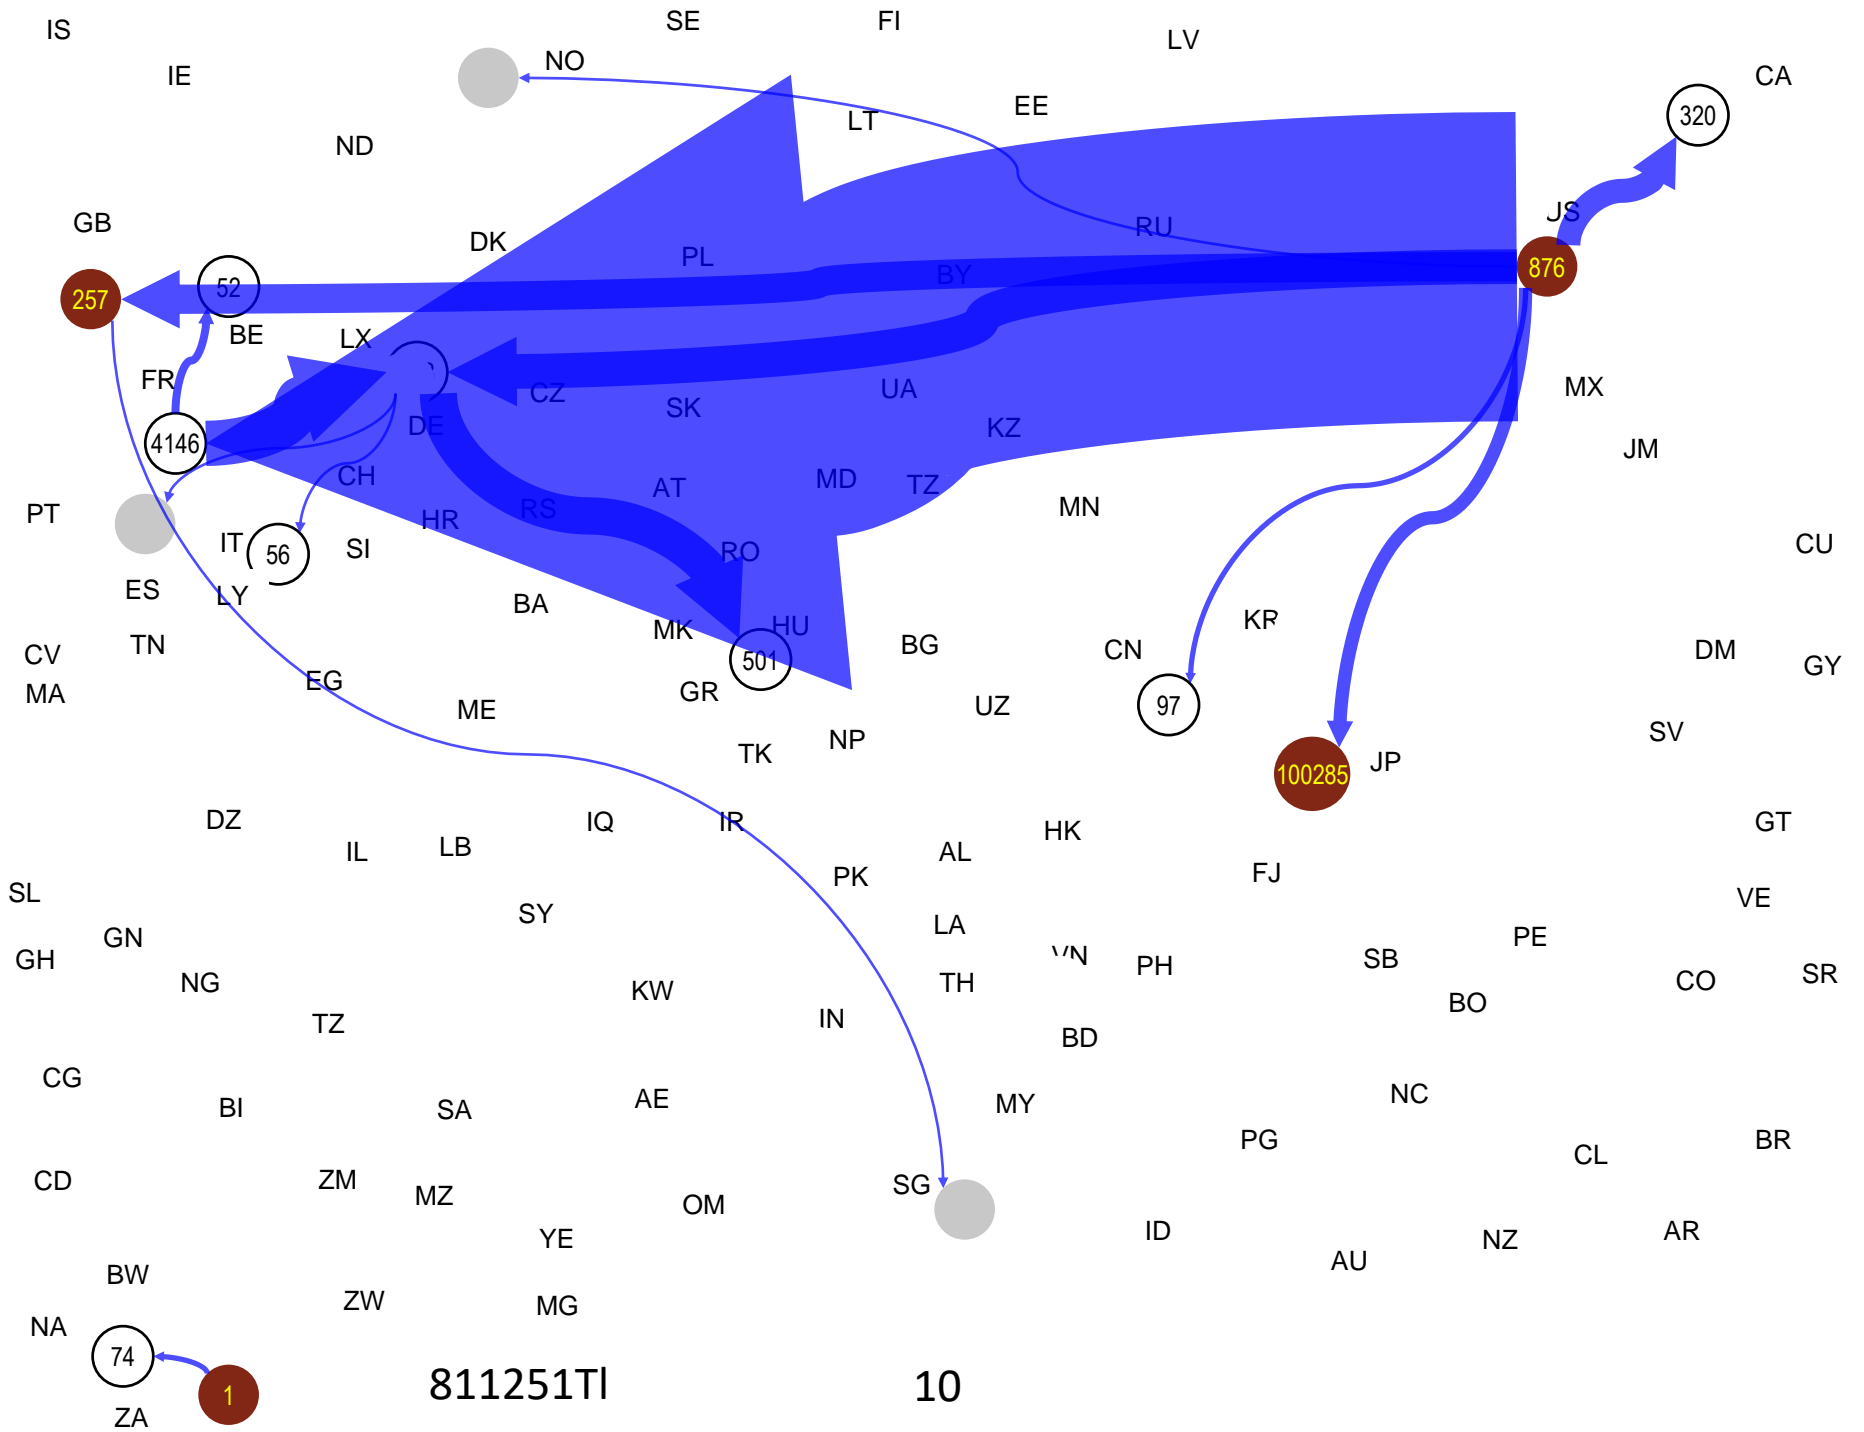 IS
SE
FI
LV
NO
IE
CA
EE
320
LT
ND
JS
GB
RU
DK
PL
876
BY
52
257
BE
LX
FR
MX
UA
CZ
SK
DE
KZ
4146
JM
CH
MD
TZ
AT
MN
RS
PT
HR
IT
SI
56
RO
CU
ES
LY
BA
KR
HU
MK
TN
BG
CN
DM
CV
501
GY
EG
GR
MA
97
UZ
ME
SV
NP
TK
JP
100285
DZ
IQ
IR
GT
HK
LB
IL
AL
FJ
PK
SL
VE
SY
LA
GN
PE
VN
GH
SB
PH
SR
NG
TH
CO
KW
BO
IN
TZ
BD
CG
NC
AE
MY
BI
SA
PG
BR
CL
CD
ZM
SG
MZ
OM
ID
AR
YE
NZ
AU
BW
ZW
MG
NA
74
1
811251Tl
10
ZA